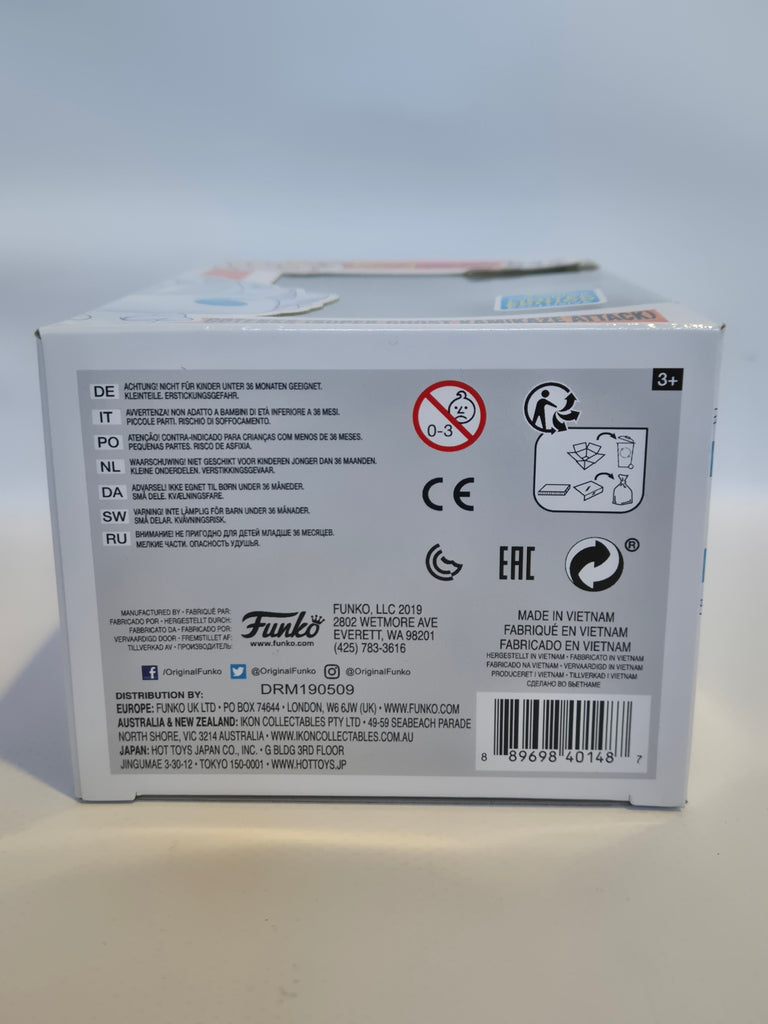 (SUPER GHOST KAMIKAZE ATTACK)
3+
DE ACHTUNG! NICHT FÜR KINDER UNTER 36 MONATEN GEEIGNET.
KLEINTEILE. ERSTICKUNGSGEFAHR.
IT AVVERTENZA! NON ADATTO A BAMBINI DI ETÀ INFERIORE A 36 MESI.
PICCOLE PARTI. RISCHIO DI SOFFOCAMENTO.
PO ATENÇÃO! CONTRA-INDICADO PARA CRIANÇAS COM MENOS DE 36 MESES.
PEQUENAS PARTES. RISCO DE ASFIXIA.
NL WAARSCHUWING! NIET GESCHIKT VOOR KINDEREN JONGER DAN 36 MAANDEN.
KLEINE ONDERDELEN. VERSTIKKINGSGEVAAR.
DA ADVARSEL! IKKE EGNET TIL BØRN UNDER 36 MÅNEDER.
SMÅ DELE. KVÆLNINGSFARE.
SW VARNING! INTE LÄMPLIG FÖR BARN UNDER 36 MÅNADER.
SMÅ DELAR. KVÄVNINGSRISK.
RU ВНИМАНИЕ! НЕ ПРИГОДНО ДЛЯ ДЕТЕЙ МЛАДШЕ 36 МЕСЯЦЕВ.
МЕЛКИЕ ЧАСТИ. ОПАСНОСТЬ УДУШЬЯ.
0-3
CE
EAC
®
MANUFACTURED BY • FABRIQUÉ PAR:
FABRICADO POR • HERGESTELLT DURCH:
FABBRICATO DA • FABRICADO POR:
VERVAARDIGD DOOR • FREMSTILLET AF:
TILLVERKAD AV • ПРОИЗВОДИТЕЛЬ:
Funko
www.funko.com
FUNKO, LLC 2019
2802 WETMORE AVE
EVERETT, WA 98201
(425) 783-3616
MADE IN VIETNAM
FABRIQUÉ EN VIETNAM
FABRICADO EN VIETNAM
HERGESTELLT IN VIETNAM • FABBRICATO IN VIETNAM
FABRICADO NA VIETNAM • VERVAARDIGD IN VIETNAM
PRODUCERET I VIETNAM • TILLVERKAD I VIETNAM
СДЕЛАНО ВО ВЬЕТНАМЕ
f /OriginalFunko @OriginalFunko @OriginalFunko
DRM190509
DISTRIBUTION BY:
EUROPE: FUNKO UK LTD • PO BOX 74644 • LONDON, W6 6JW (UK) • WWW.FUNKO.COM
AUSTRALIA & NEW ZEALAND: IKON COLLECTABLES PTY LTD • 49-59 SEABEACH PARADE
NORTH SHORE, VIC 3214 AUSTRALIA • WWW.IKONCOLLECTABLES.COM.AU
JAPAN: HOT TOYS JAPAN CO., INC. • G BLDG 3RD FLOOR
JINGUMAE 3-30-12 • TOKYO 150-0001 • WWW.HOTTOYS.JP
8 89698 40148 7